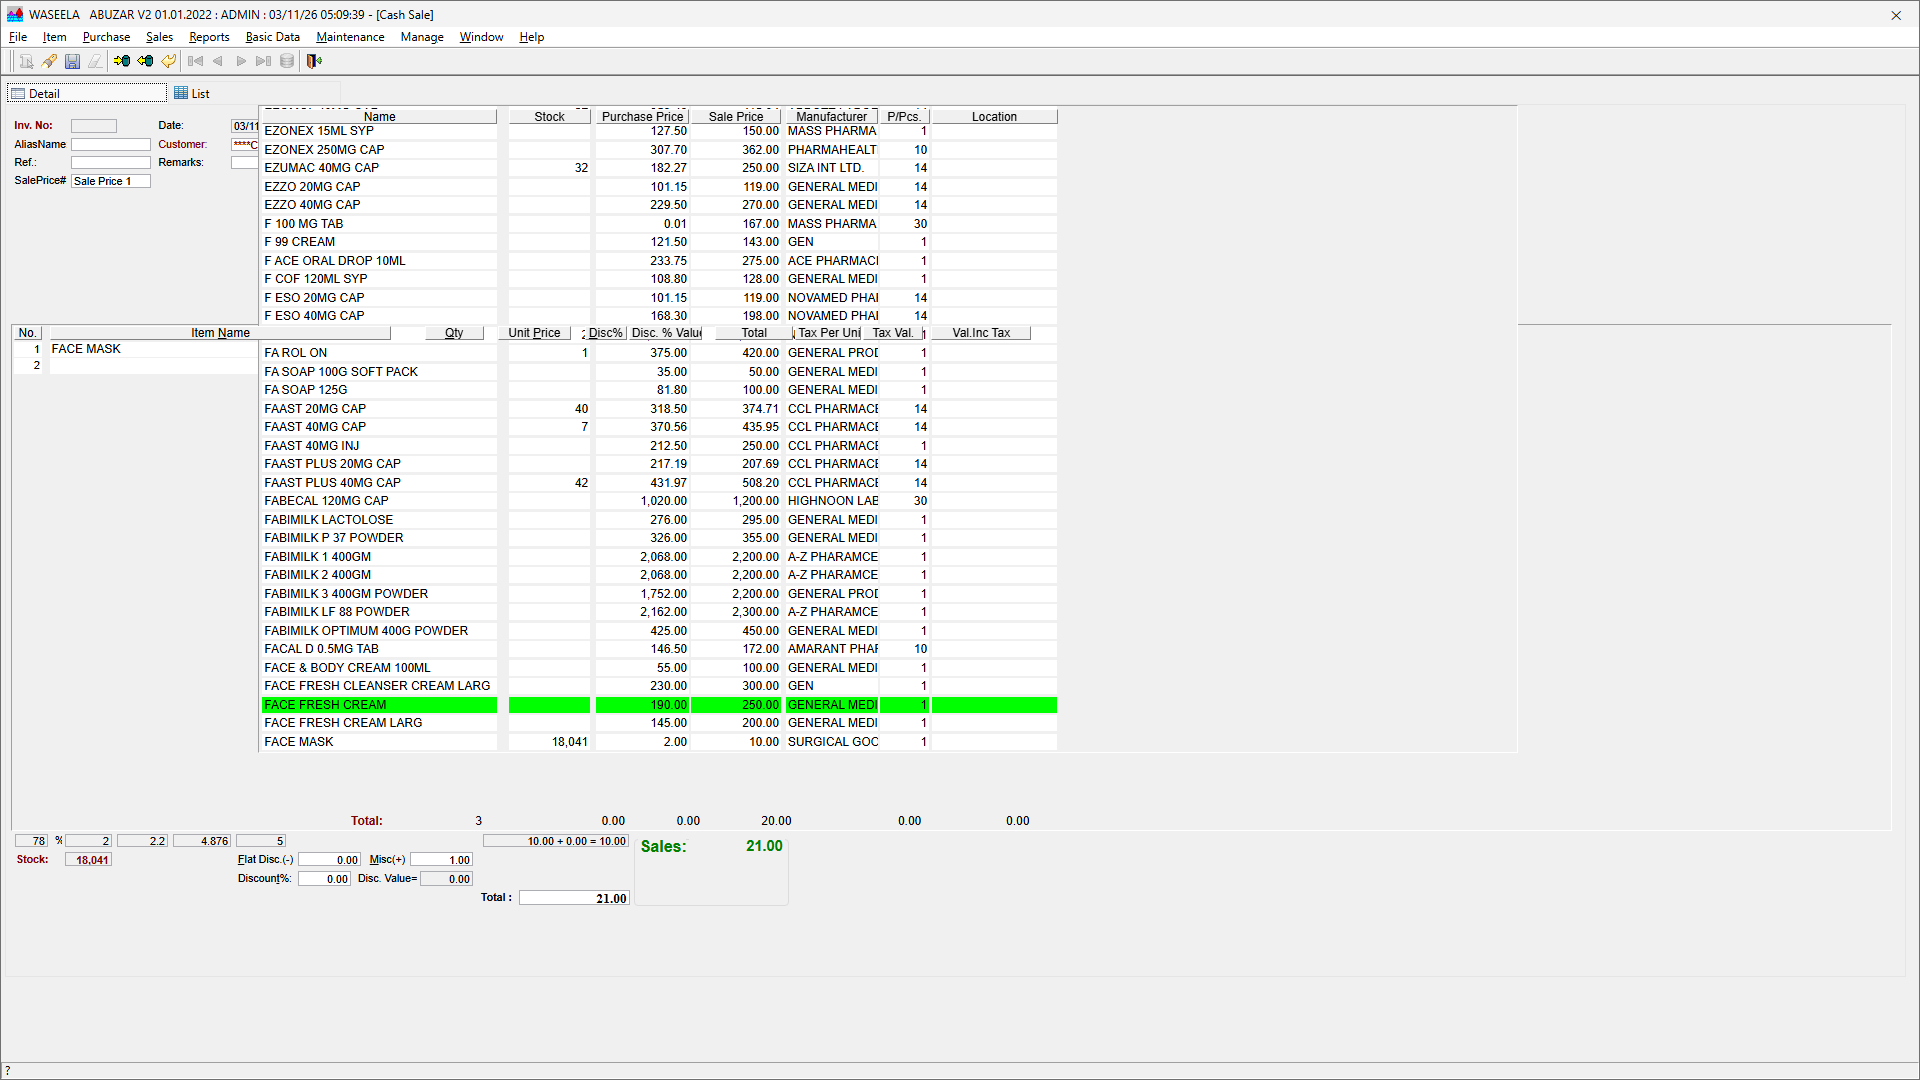 WASEELA ABUZAR V2 01.01.2022 : ADMIN : 03/11/26 05:09:39 - [Cash Sale]
File Item Purchase Sales Reports Basic Data Maintenance Manage Window Help
Detail List
Inv. No: Date: 03/11
AliasName Customer: ****C
Ref.: Remarks:
SalePrice# Sale Price 1
Name Stock Purchase Price Sale Price Manufacturer P/Pcs. Location
EZONEX 15ML SYP 127.50 150.00 MASS PHARMA 1
EZONEX 250MG CAP 307.70 362.00 PHARMAHEALT 10
EZUMAC 40MG CAP 32 182.27 250.00 SIZA INT LTD. 14
EZZO 20MG CAP 101.15 119.00 GENERAL MEDI 14
EZZO 40MG CAP 229.50 270.00 GENERAL MEDI 14
F 100 MG TAB 0.01 167.00 MASS PHARMA 30
F 99 CREAM 121.50 143.00 GEN 1
F ACE ORAL DROP 10ML 233.75 275.00 ACE PHARMACI 1
F COF 120ML SYP 108.80 128.00 GENERAL MEDI 1
F ESO 20MG CAP 101.15 119.00 NOVAMED PHAI 14
F ESO 40MG CAP 168.30 198.00 NOVAMED PHAI 14
No. Item Name Qty Unit Price Disc% Disc. % Valu Total Tax Per Uni Tax Val. 1 Val.Inc Tax
1 FACE MASK
2
FA ROL ON 1 375.00 420.00 GENERAL PROD 1
FA SOAP 100G SOFT PACK 35.00 50.00 GENERAL MEDI 1
FA SOAP 125G 81.80 100.00 GENERAL MEDI 1
FAAST 20MG CAP 40 318.50 374.71 CCL PHARMACE 14
FAAST 40MG CAP 7 370.56 435.95 CCL PHARMACE 14
FAAST 40MG INJ 212.50 250.00 CCL PHARMACE 1
FAAST PLUS 20MG CAP 217.19 207.69 CCL PHARMACE 14
FAAST PLUS 40MG CAP 42 431.97 508.20 CCL PHARMACE 14
FABECAL 120MG CAP 1,020.00 1,200.00 HIGHNOON LAB 30
FABIMILK LACTOLOSE 276.00 295.00 GENERAL MEDI 1
FABIMILK P 37 POWDER 326.00 355.00 GENERAL MEDI 1
FABIMILK 1 400GM 2,068.00 2,200.00 A-Z PHARAMCE 1
FABIMILK 2 400GM 2,068.00 2,200.00 A-Z PHARAMCE 1
FABIMILK 3 400GM POWDER 1,752.00 2,200.00 GENERAL PROD 1
FABIMILK LF 88 POWDER 2,162.00 2,300.00 A-Z PHARAMCE 1
FABIMILK OPTIMUM 400G POWDER 425.00 450.00 GENERAL MEDI 1
FACAL D 0.5MG TAB 146.50 172.00 AMARANT PHAR 10
FACE & BODY CREAM 100ML 55.00 100.00 GENERAL MEDI 1
FACE FRESH CLEANSER CREAM LARG 230.00 300.00 GEN 1
FACE FRESH CREAM 190.00 250.00 GENERAL MEDI 1
FACE FRESH CREAM LARG 145.00 200.00 GENERAL MEDI 1
FACE MASK 18,041 2.00 10.00 SURGICAL GOO 1
Total: 3 0.00 0.00 20.00 0.00 0.00
78 % 2 2.2 4.876 5 10.00 + 0.00 = 10.00 Sales: 21.00
Stock: 18,041 Flat Disc.(-) 0.00 Misc(+) 1.00
Discount%: 0.00 Disc. Value= 0.00
Total : 21.00
?